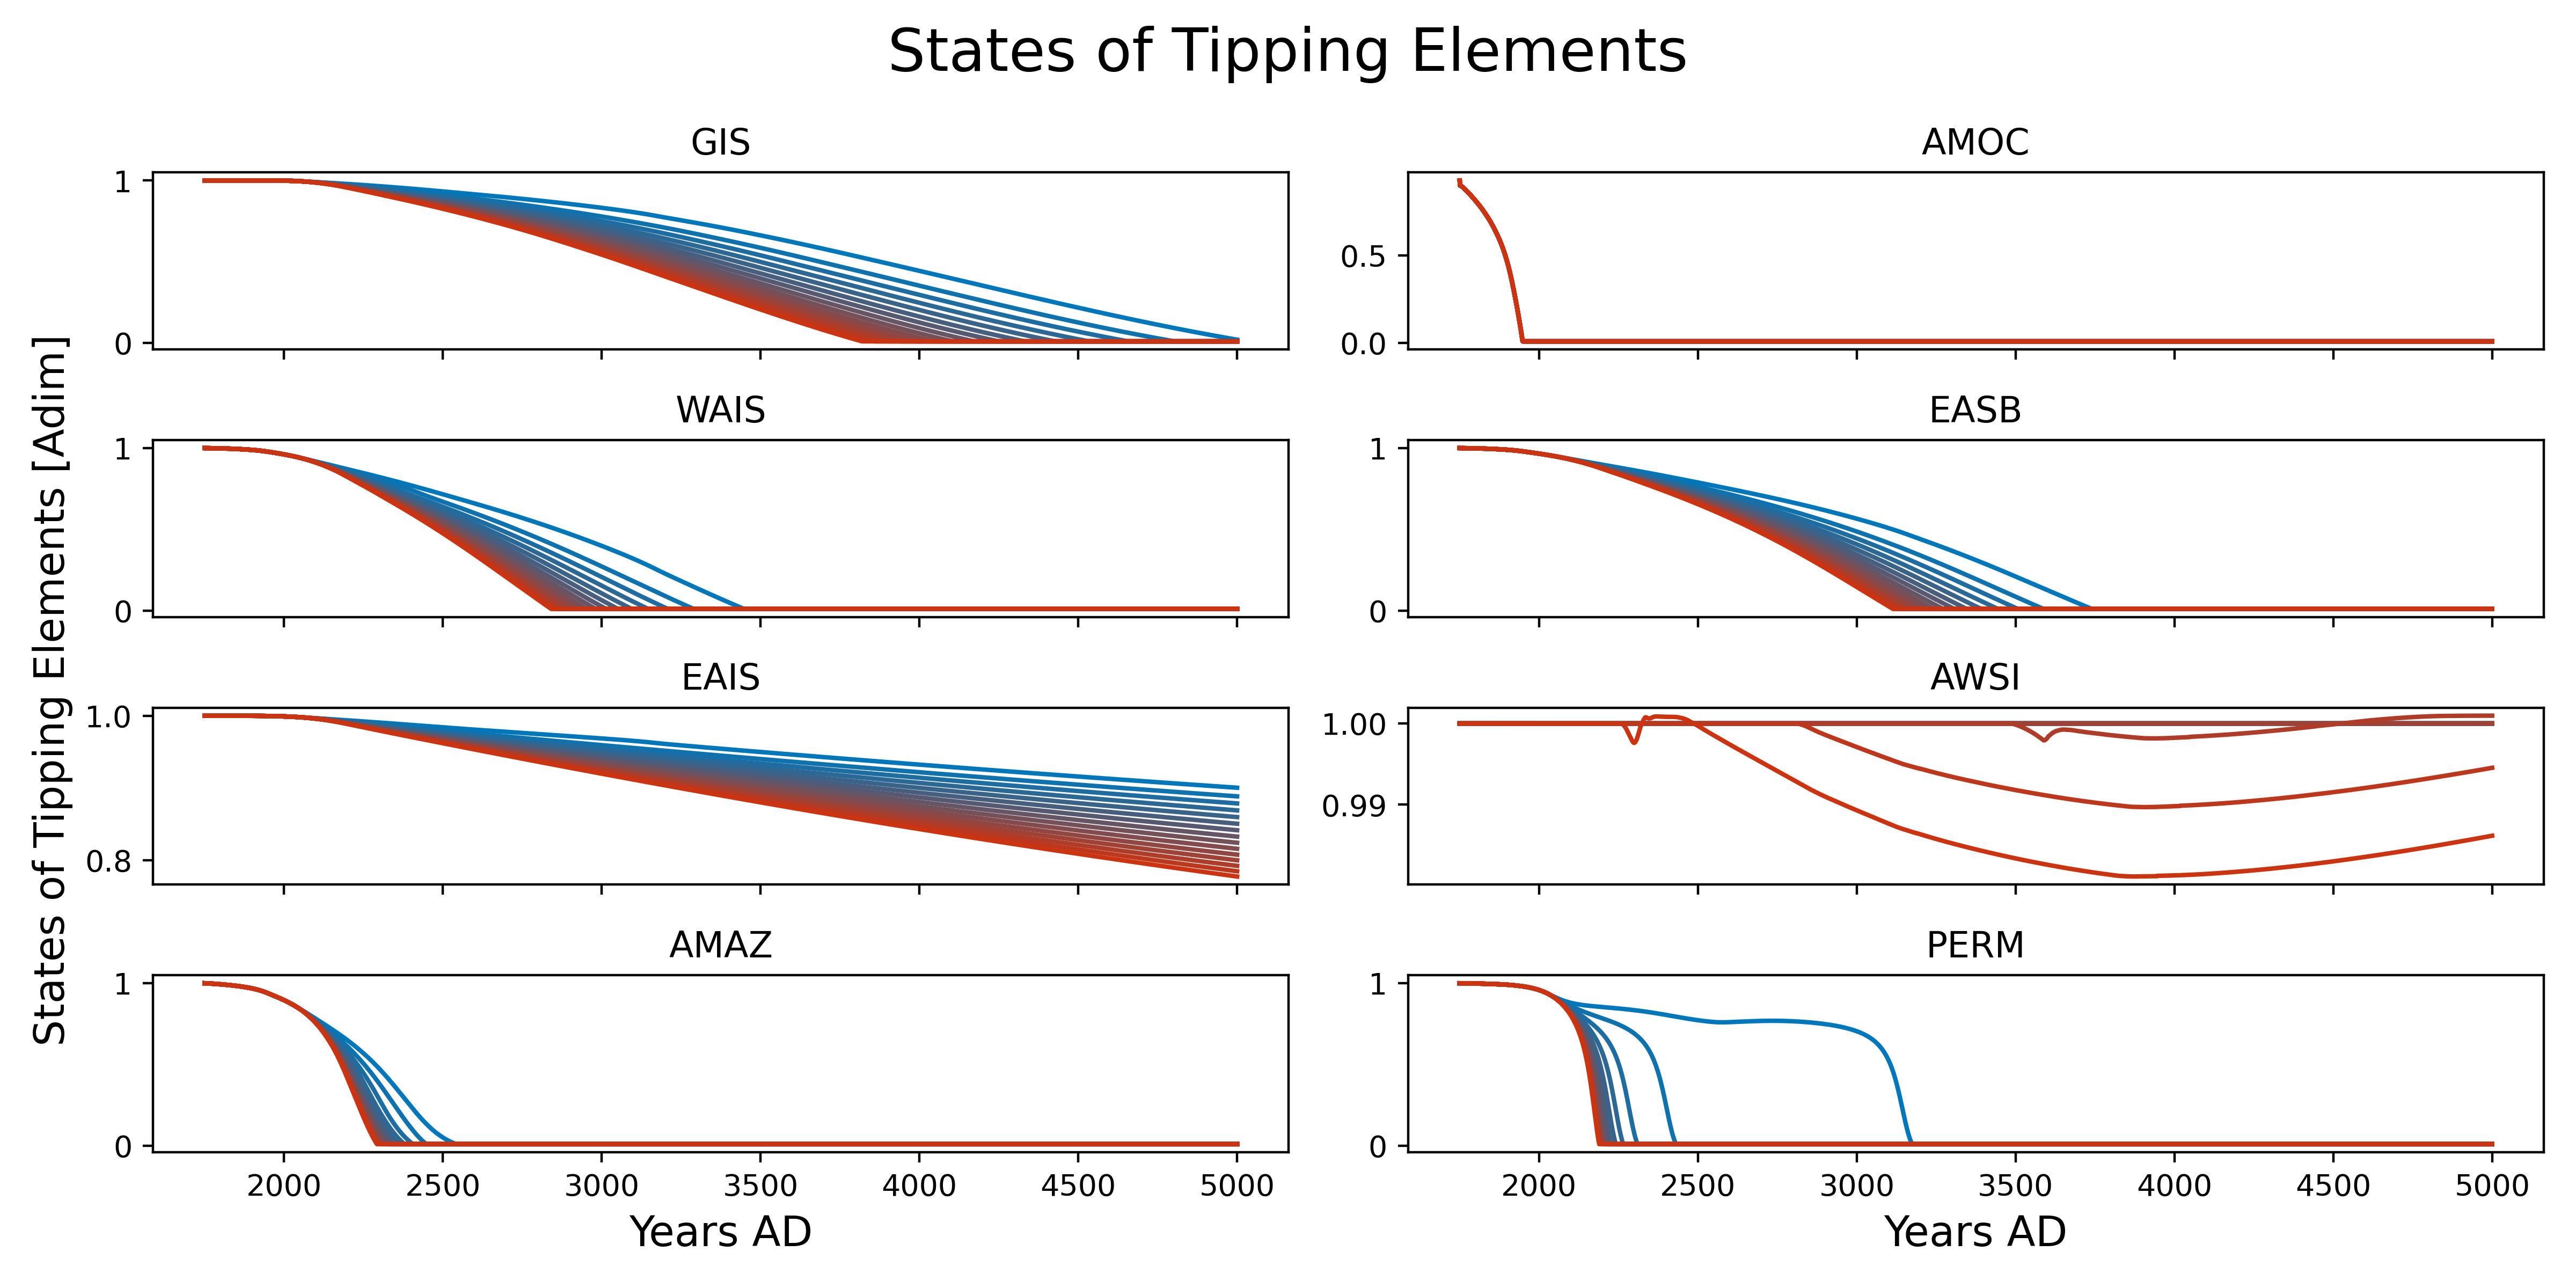 States of Tipping Elements
States of Tipping Elements [Adim]
GIS
1
0
AMOC
0.5
0.0
WAIS
1
0
EASB
1
0
EAIS
1.0
0.8
AWSI
1.00
0.99
AMAZ
1
0
2000 2500 3000 3500 4000 4500 5000
Years AD
PERM
1
0
2000 2500 3000 3500 4000 4500 5000
Years AD